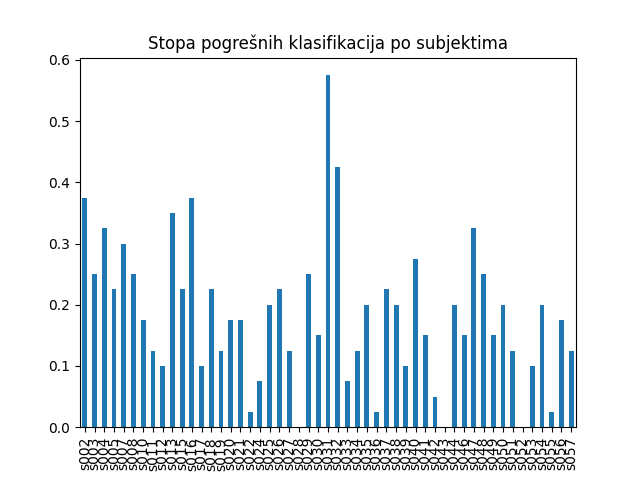 Stopa pogrešnih klasifikacija po subjektima
0.6
0.5
0.4
0.3
0.2
0.1
0.0
s002
s003
s004
s005
s007
s008
s010
s011
s012
s013
s015
s016
s017
s018
s019
s020
s021
s022
s024
s025
s026
s027
s028
s029
s030
s031
s032
s033
s034
s035
s036
s037
s038
s039
s040
s041
s042
s043
s044
s046
s047
s048
s049
s050
s051
s052
s053
s054
s055
s056
s057